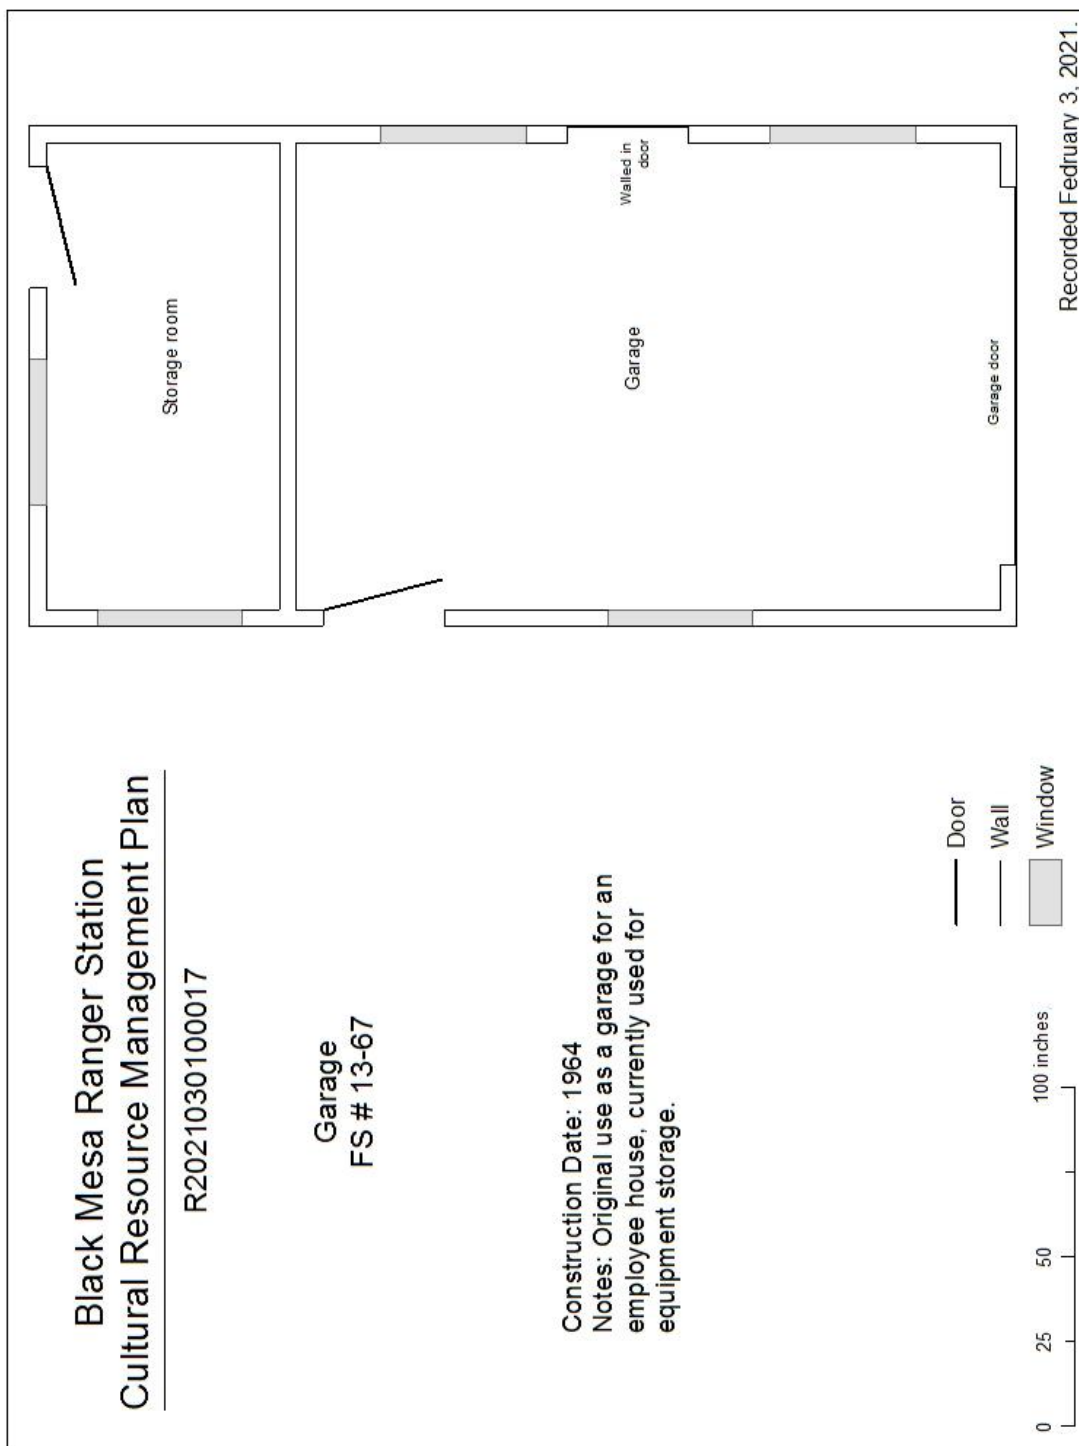 Black Mesa Ranger Station
Cultural Resource Management Plan
R2021030100017
Garage
FS # 13-67
Construction Date: 1964
Notes: Original use as a garage for an
employee house, currently used for
equipment storage.
Door
Wall
Window
0
25
50
100 inches
Storage room
Garage
Walled in
door
Garage door
Recorded Fedruary 3, 2021.